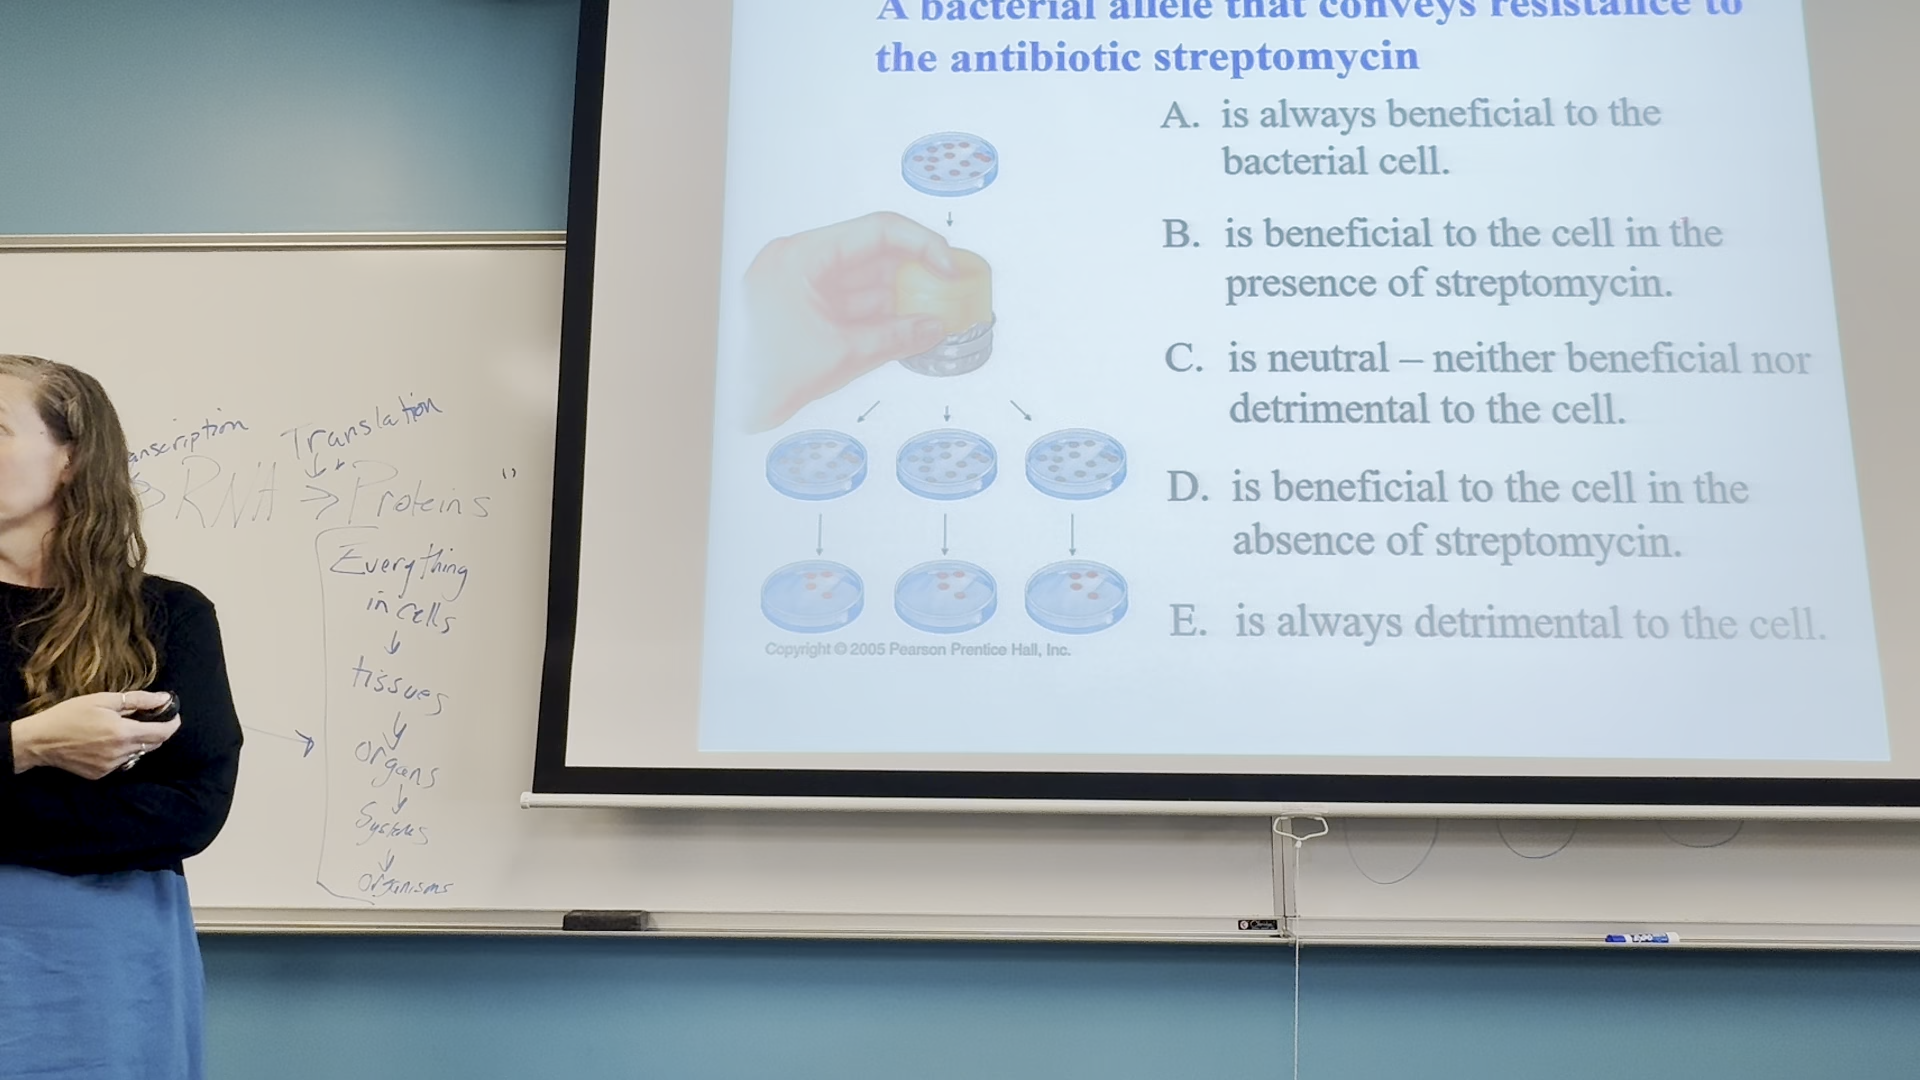 A bacterial allele that conveys resistance to
the antibiotic streptomycin
A. is always beneficial to the
bacterial cell.
B. is beneficial to the cell in the
presence of streptomycin.
C. is neutral – neither beneficial nor
detrimental to the cell.
D. is beneficial to the cell in the
absence of streptomycin.
E. is always detrimental to the cell.
Copyright © 2005 Pearson Prentice Hall, Inc.
anscription Translation
RNA → Proteins"
Everything
in cells
↓
tissues
↓
organs
↓
Systems
↓
organisms